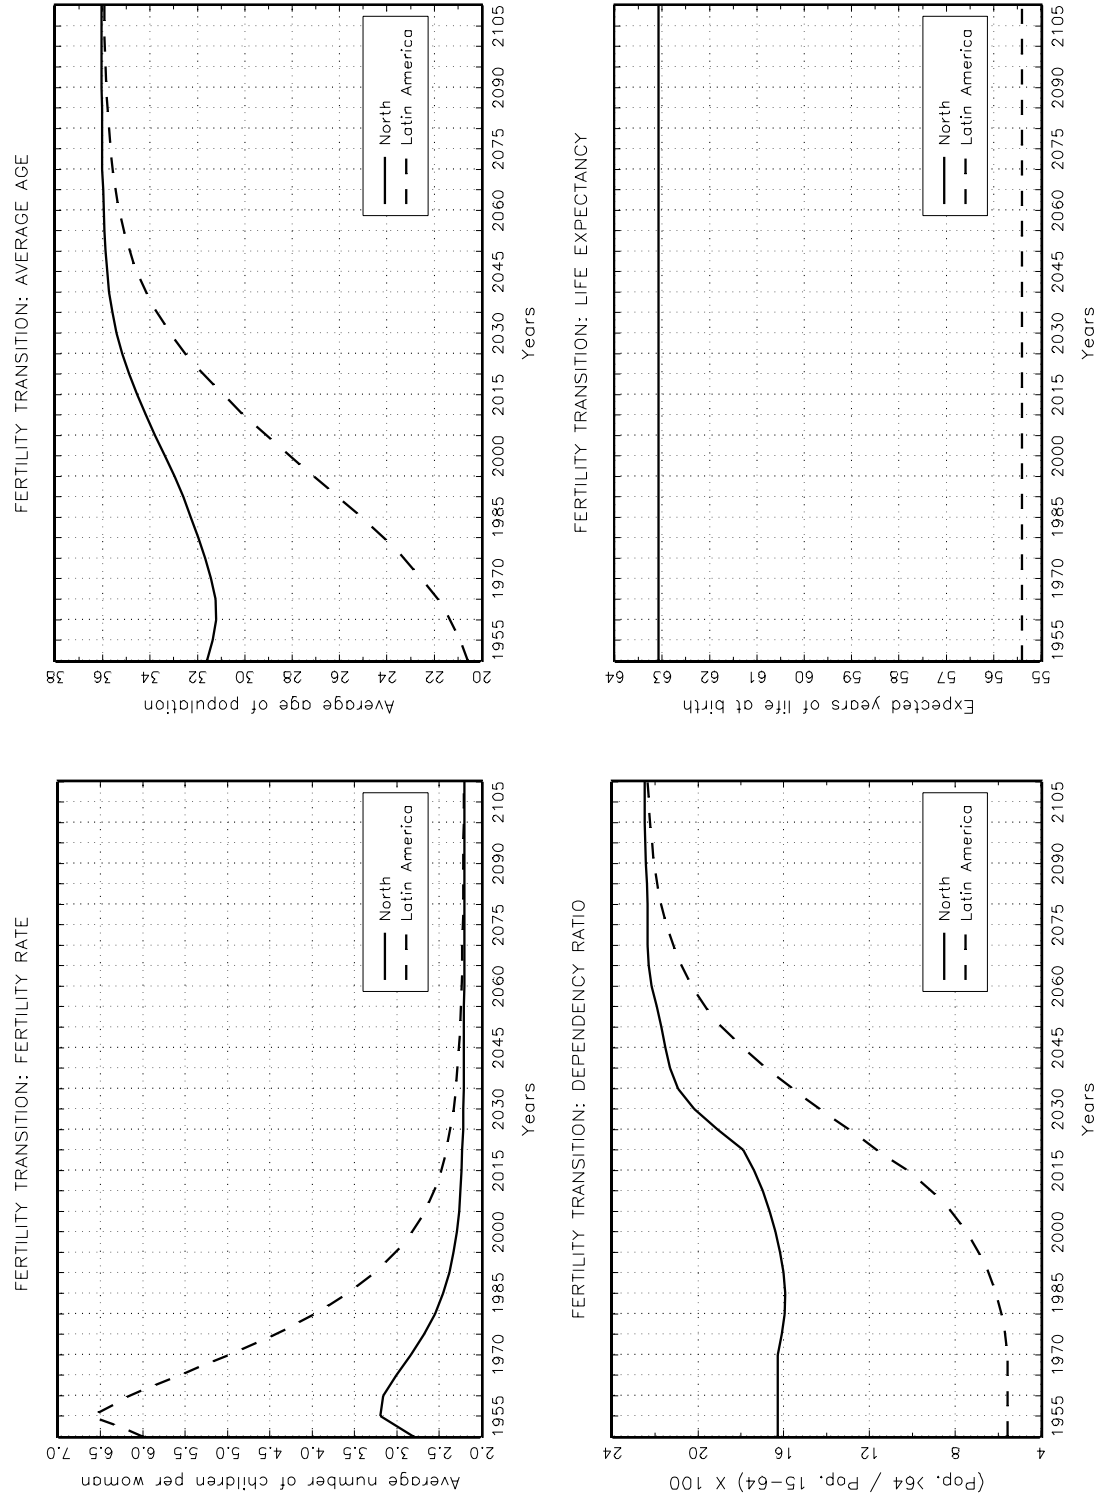 FERTILITY TRANSITION: FERTILITY RATE
Average number of children per woman
7.0
6.5
6.0
5.5
5.0
4.5
4.0
3.5
3.0
2.5
2.0
1955 1970 1985 2000 2015 2030 2045 2060 2075 2090 2105
Years
North
Latin America
FERTILITY TRANSITION: AVERAGE AGE
Average age of population
38
36
34
32
30
28
26
24
22
20
1955 1970 1985 2000 2015 2030 2045 2060 2075 2090 2105
Years
North
Latin America
FERTILITY TRANSITION: DEPENDENCY RATIO
(Pop. >64 / Pop. 15-64) X 100
24
20
16
12
8
4
1955 1970 1985 2000 2015 2030 2045 2060 2075 2090 2105
Years
North
Latin America
FERTILITY TRANSITION: LIFE EXPECTANCY
Expected years of life at birth
64
63
62
61
60
59
58
57
56
55
1955 1970 1985 2000 2015 2030 2045 2060 2075 2090 2105
Years
North
Latin America